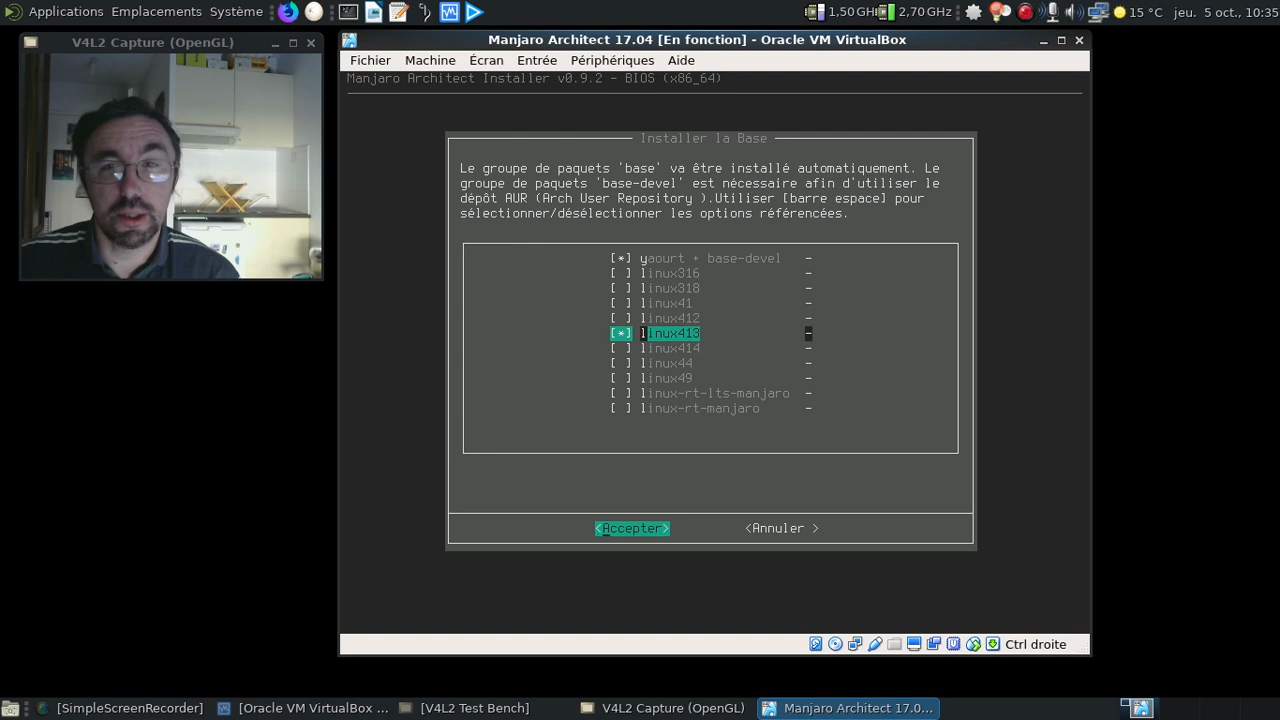 Applications Emplacements Système
1,50 GHz 2,70 GHz
15 °C jeu. 5 oct., 10:35
V4L2 Capture (OpenGL)
Manjaro Architect 17.04 [En fonction] - Oracle VM VirtualBox
Fichier Machine Écran Entrée Périphériques Aide
Manjaro Architect Installer v0.9.2 - BIOS (x86_64)
Installer la Base
Le groupe de paquets 'base' va être installé automatiquement. Le
groupe de paquets 'base-devel' est nécessaire afin d'utiliser le
dépôt AUR (Arch User Repository ).Utiliser [barre espace] pour
sélectionner/désélectionner les options référencées.
[*] yaourt + base-devel -
[ ] linux316 -
[ ] linux318 -
[ ] linux41 -
[ ] linux412 -
[*] linux413 -
[ ] linux414 -
[ ] linux44 -
[ ] linux49 -
[ ] linux-rt-lts-manjaro -
[ ] linux-rt-manjaro -
<Accepter> <Annuler >
Ctrl droite
[SimpleScreenRecorder] [Oracle VM VirtualBox ... [V4L2 Test Bench] V4L2 Capture (OpenGL) Manjaro Architect 17.0...